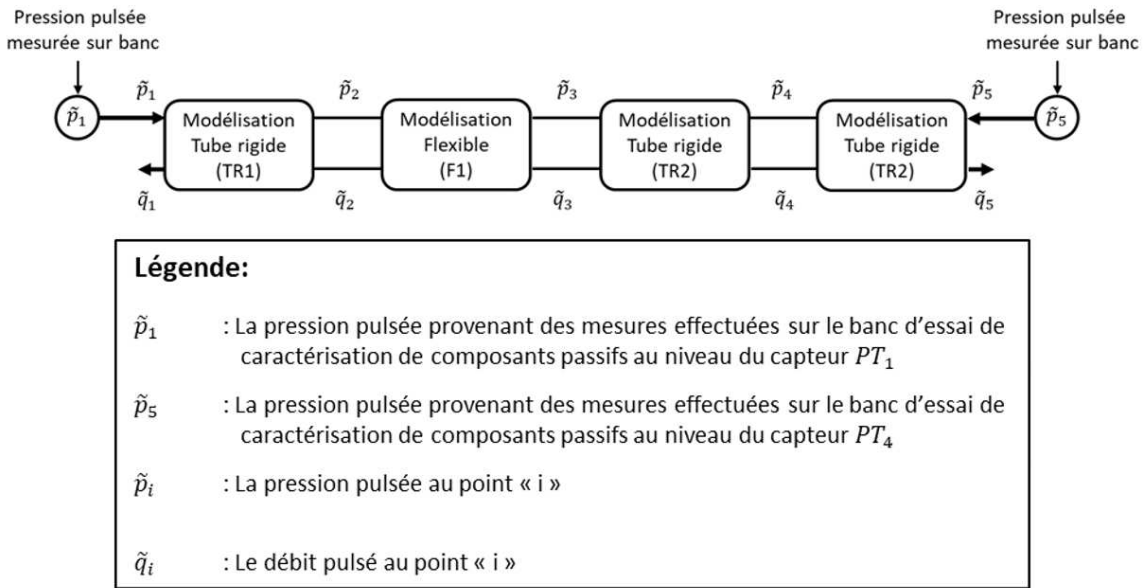 Pression pulsée
mesurée sur banc
Pression pulsée
mesurée sur banc
p̃₁
p̃₁
p̃₂
p̃₃
p̃₄
p̃₅
p̃₅
Modélisation
Tube rigide
(TR1)
Modélisation
Flexible
(F1)
Modélisation
Tube rigide
(TR2)
Modélisation
Tube rigide
(TR2)
q̃₁
q̃₂
q̃₃
q̃₄
q̃₅
Légende:
p̃₁ : La pression pulsée provenant des mesures effectuées sur le banc d’essai de
caractérisation de composants passifs au niveau du capteur PT₁
p̃₅ : La pression pulsée provenant des mesures effectuées sur le banc d’essai de
caractérisation de composants passifs au niveau du capteur PT₄
p̃ᵢ : La pression pulsée au point « i »
q̃ᵢ : Le débit pulsé au point « i »